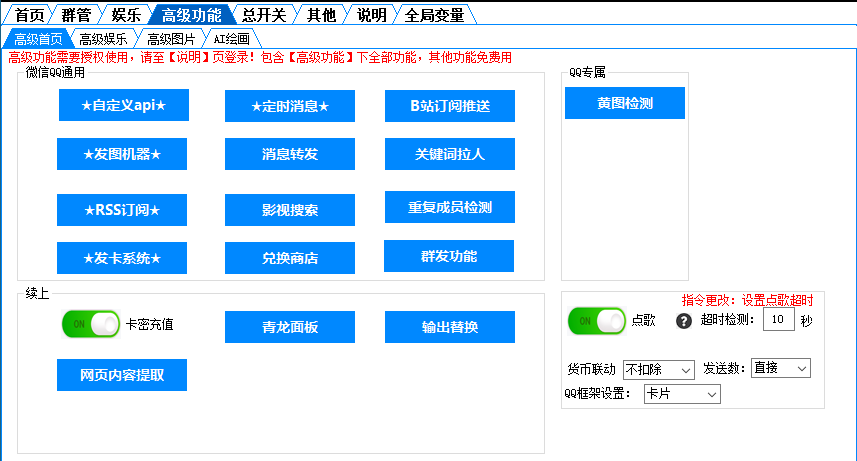 首页 群管 娱乐 高级功能 总开关 其他 说明 全局变量
高级首页 高级娱乐 高级图片 AI绘画
高级功能需要授权使用，请至【说明】页登录！包含【高级功能】下全部功能，其他功能免费用
微信QQ通用
QQ专属
★自定义api★ ★定时消息★ B站订阅推送
黄图检测
★发图机器★ 消息转发 关键词拉人
★RSS订阅★ 影视搜索 重复成员检测
★发卡系统★ 兑换商店 群发功能
续上
指令更改：设置点歌超时
ON 卡密充值 青龙面板 输出替换
ON 点歌 ? 超时检测： 10 秒
网页内容提取
货币联动 不扣除 发送数： 直接
QQ框架设置： 卡片